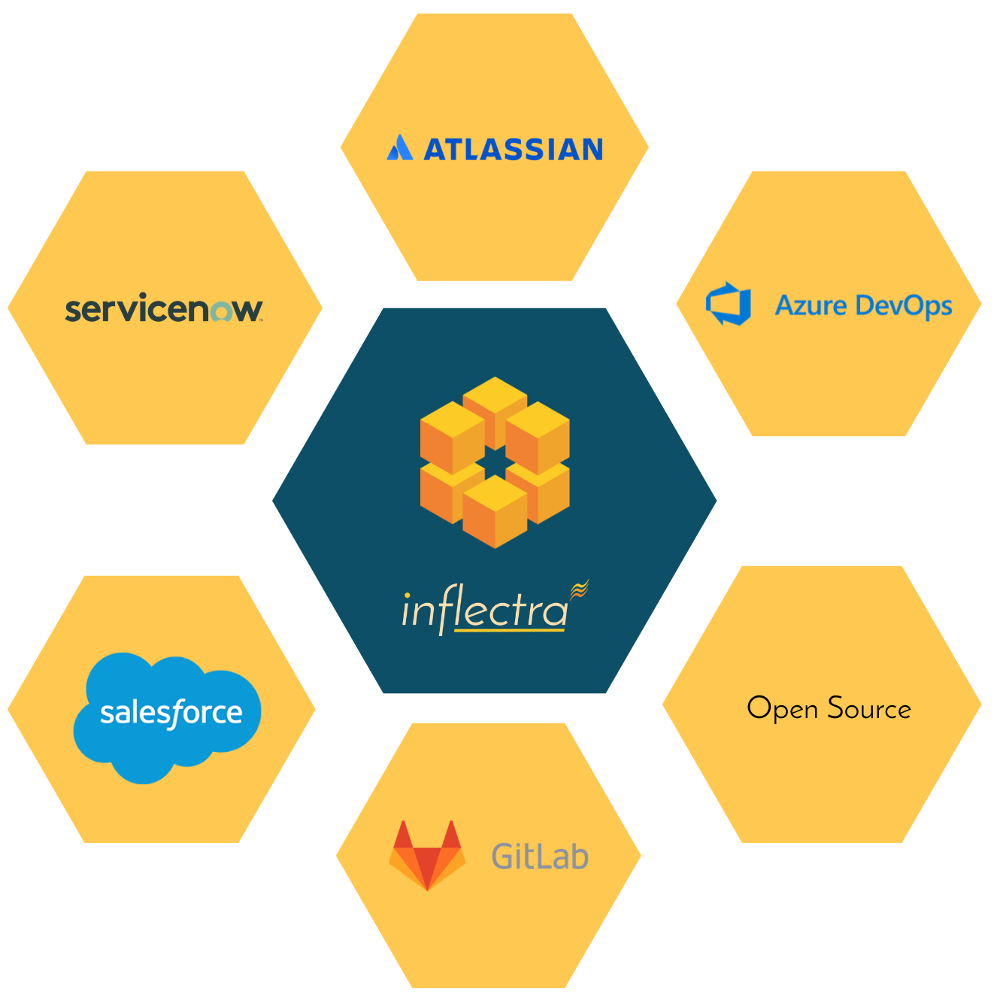 ATLASSIAN
servicenow
Azure DevOps
inflectra
salesforce
Open Source
GitLab